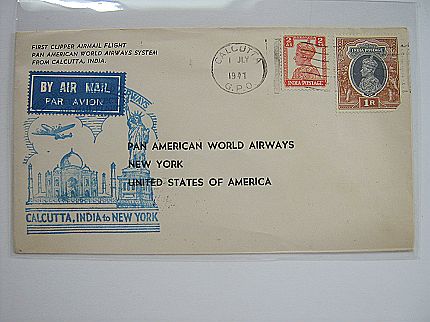 FIRST CLIPPER AIRMAIL FLIGHT
PAN AMERICAN WORLD AIRWAYS SYSTEM
FROM CALCUTTA, INDIA.
BY AIR MAIL
PAR AVION
CALCUTTA
1 JLY
G.P.O.
INDIA POSTAGE
INDIA POSTAGE
1R
PAN AMERICAN WORLD AIRWAYS
NEW YORK
UNITED STATES OF AMERICA
CALCUTTA, INDIA to NEW YORK